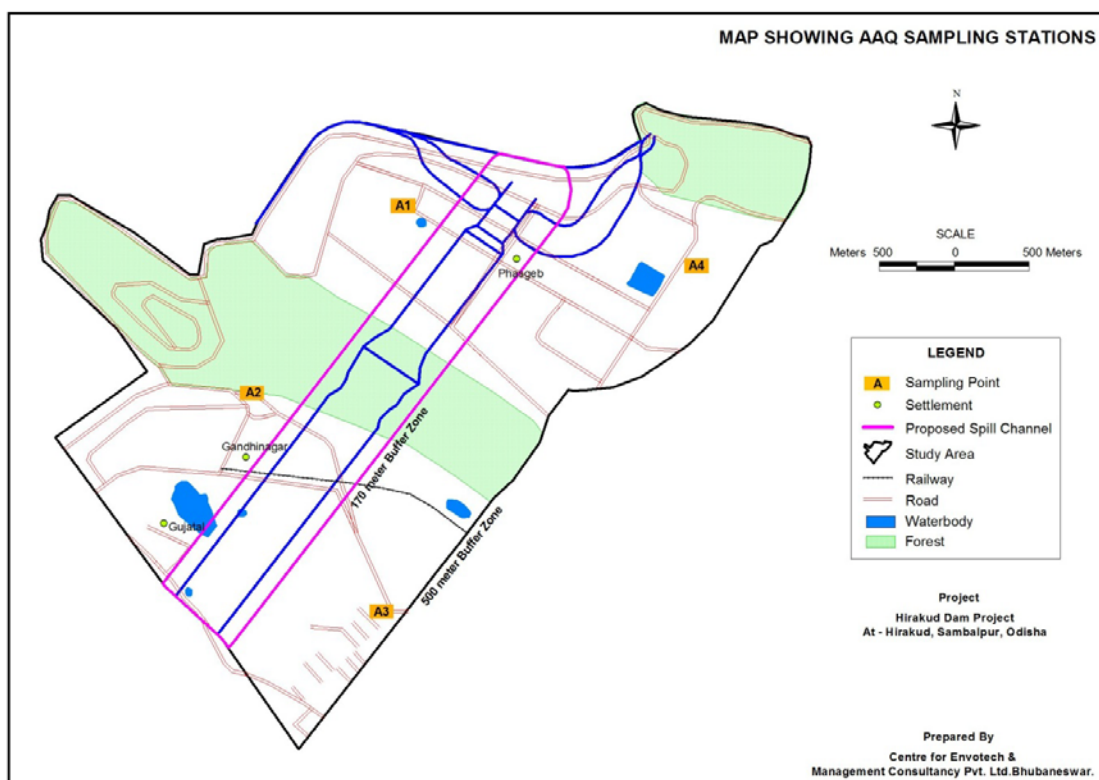 MAP SHOWING AAQ SAMPLING STATIONS
N
SCALE
Meters 500 0 500 Meters
A1
A4
Phasgeb
A2
Gandhinagar
170 meter Buffer Zone
Gujatal
500 meter Buffer Zone
A3
LEGEND
A Sampling Point
Settlement
Proposed Spill Channel
Study Area
Railway
Road
Waterbody
Forest
Project
Hirakud Dam Project
At - Hirakud, Sambalpur, Odisha
Prepared By
Centre for Envotech &
Management Consultancy Pvt. Ltd.Bhubaneswar.